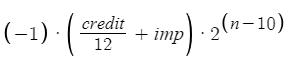 (−1) · (credit/12 + imp) · 2^(n−10)